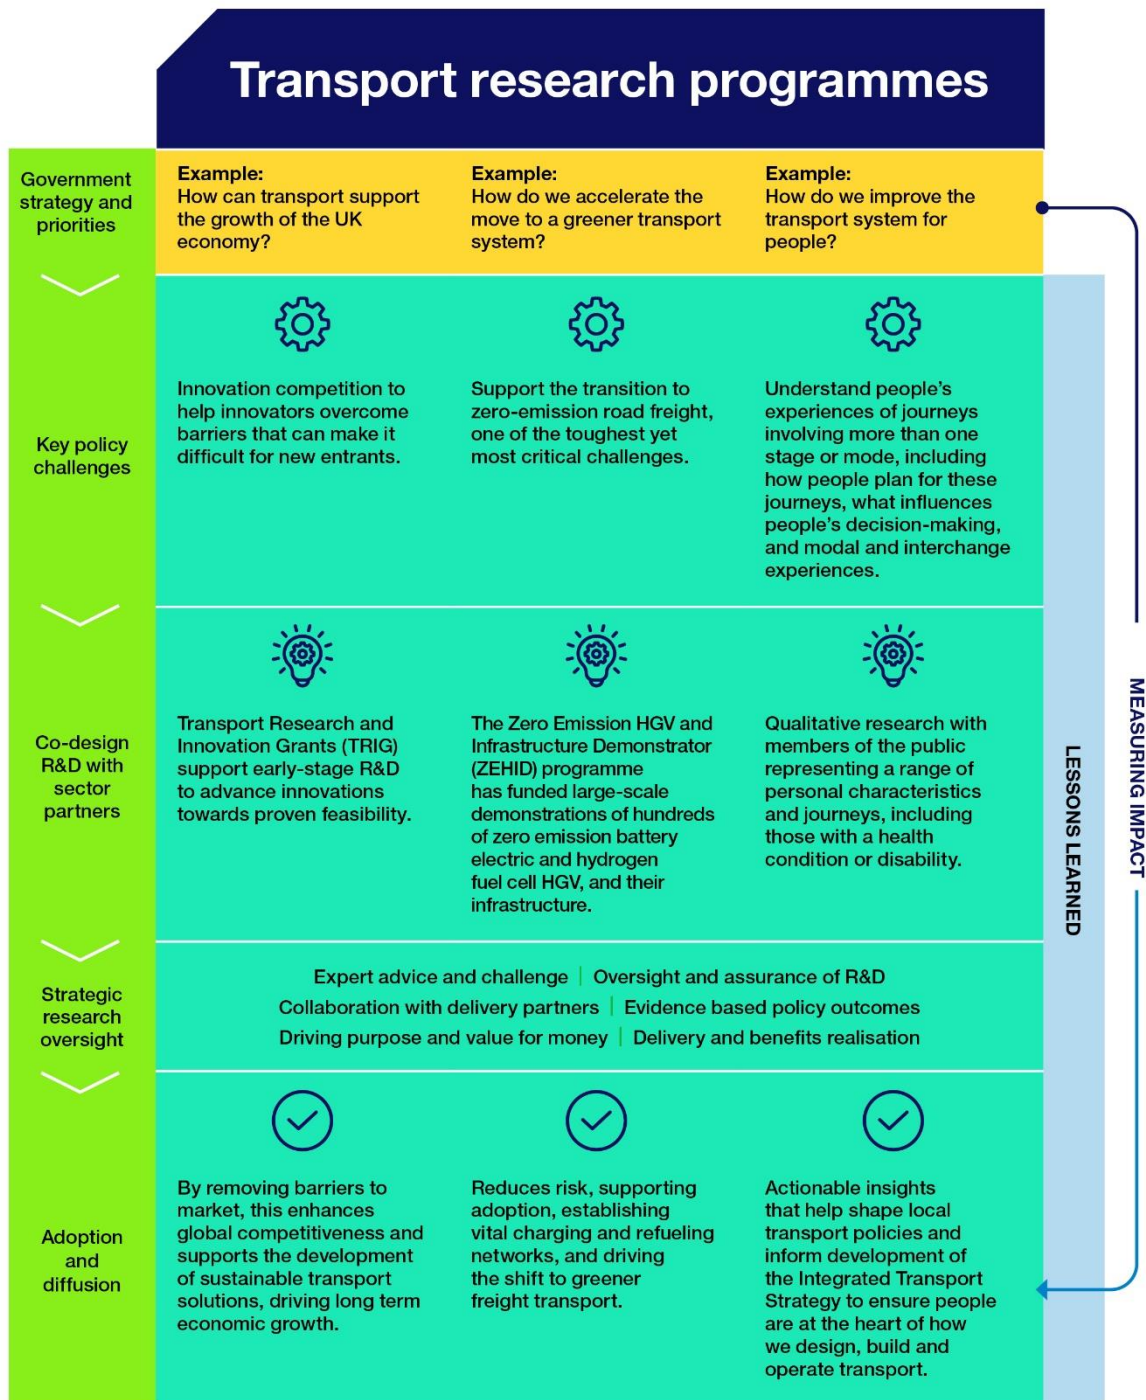 Transport research programmes
Government
strategy and
priorities
Example:
How can transport support
the growth of the UK
economy?
Example:
How do we accelerate the
move to a greener transport
system?
Example:
How do we improve the
transport system for
people?
Key policy
challenges
Innovation competition to
help innovators overcome
barriers that can make it
difficult for new entrants.
Support the transition to
zero-emission road freight,
one of the toughest yet
most critical challenges.
Understand people’s
experiences of journeys
involving more than one
stage or mode, including
how people plan for these
journeys, what influences
people’s decision-making,
and modal and interchange
experiences.
Co-design
R&D with
sector
partners
Transport Research and
Innovation Grants (TRIG)
support early-stage R&D
to advance innovations
towards proven feasibility.
The Zero Emission HGV and
Infrastructure Demonstrator
(ZEHID) programme
has funded large-scale
demonstrations of hundreds
of zero emission battery
electric and hydrogen
fuel cell HGV, and their
infrastructure.
Qualitative research with
members of the public
representing a range of
personal characteristics
and journeys, including
those with a health
condition or disability.
Strategic
research
oversight
Expert advice and challenge | Oversight and assurance of R&D
Collaboration with delivery partners | Evidence based policy outcomes
Driving purpose and value for money | Delivery and benefits realisation
Adoption
and
diffusion
By removing barriers to
market, this enhances
global competitiveness and
supports the development
of sustainable transport
solutions, driving long term
economic growth.
Reduces risk, supporting
adoption, establishing
vital charging and refueling
networks, and driving
the shift to greener
freight transport.
Actionable insights
that help shape local
transport policies and
inform development of
the Integrated Transport
Strategy to ensure people
are at the heart of how
we design, build and
operate transport.
LESSONS LEARNED
MEASURING IMPACT